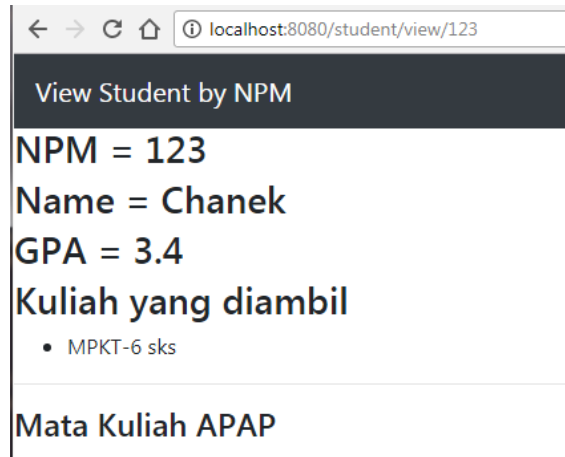 localhost:8080/student/view/123
View Student by NPM
NPM = 123
Name = Chanek
GPA = 3.4
Kuliah yang diambil
• MPKT-6 sks
Mata Kuliah APAP